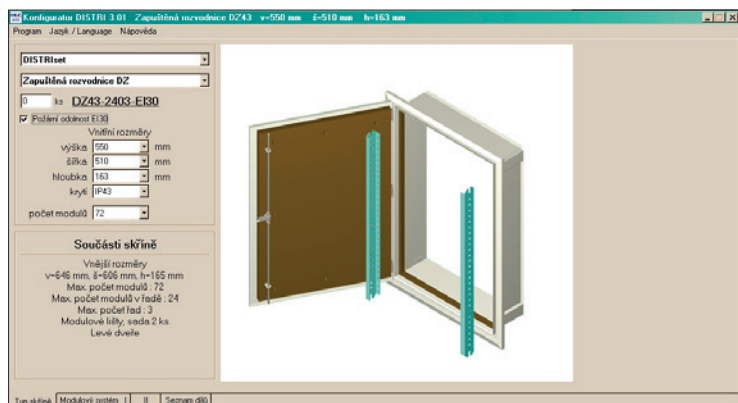 Konfigurator DISTRI 3.01 Zapuštěná rozvodnice DZ43 v=550 mm š=510 mm h=163 mm
Program Jazyk / Language Nápověda
DISTRIset
Zapuštěná rozvodnice DZ
0 ks DZ43-2403-EI30
Požární odolnost EI30
Vnitřní rozměry
výška 550 mm
šířka 510 mm
hloubka 163 mm
krytí IP43
počet modulů 72
Součásti skříně
Vnější rozměry
v=646 mm, š=606 mm, h=165 mm
Max. počet modulů : 72
Max. počet modulů v řadě : 24
Max. počet řad : 3
Modulové lišty, sada 2 ks
Levé dveře
Typ skříně Modulový systém I II Seznam dílů